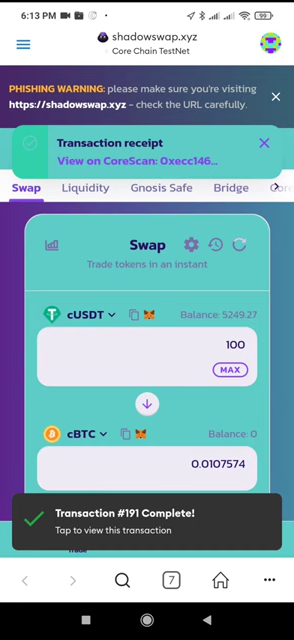 6:13 PM
99
shadowswap.xyz
Core Chain TestNet
PHISHING WARNING: please make sure you're visiting
https://shadowswap.xyz - check the URL carefully.
Transaction receipt
View on CoreScan: 0xecc146...
Swap Liquidity Gnosis Safe Bridge
Swap
Trade tokens in an instant
cUSDT Balance: 5249.27
100
MAX
cBTC Balance: 0
0.0107574
Transaction #191 Complete!
Tap to view this transaction
Trade
7